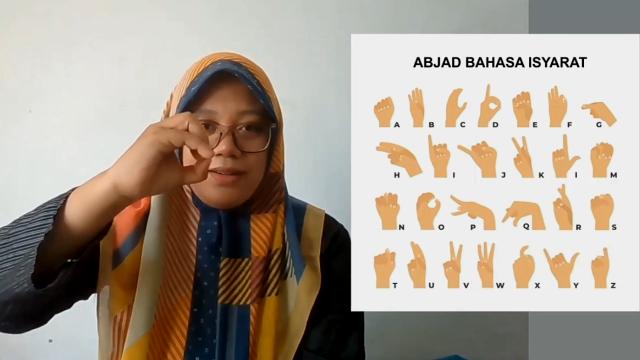 ABJAD BAHASA ISYARAT
A B C D E F G
H I J K L M
N O P Q R S
T U V W X Y Z